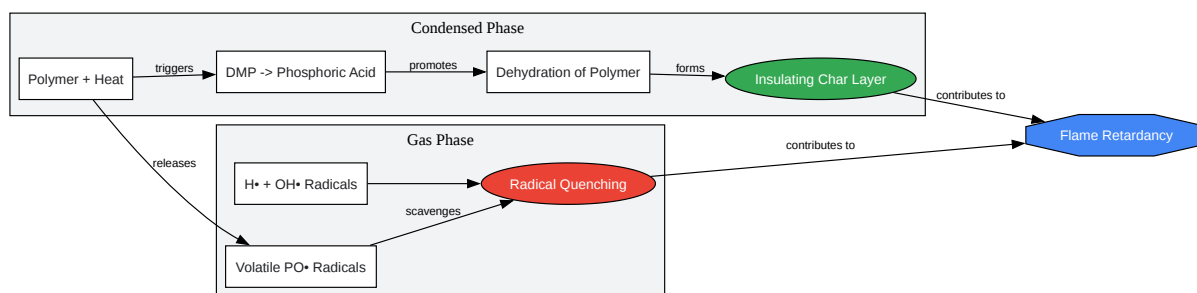 Condensed Phase
Polymer + Heat
triggers
DMP -> Phosphoric Acid
promotes
Dehydration of Polymer
forms
Insulating Char Layer
contributes to
Flame Retardancy
Gas Phase
releases
H• + OH• Radicals
Radical Quenching
contributes to
scavenges
Volatile PO• Radicals